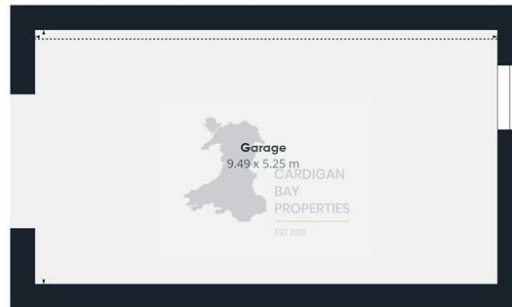 Garage
9.49 x 5.25 m
CARDIGAN
BAY
PROPERTIES
EST 2021